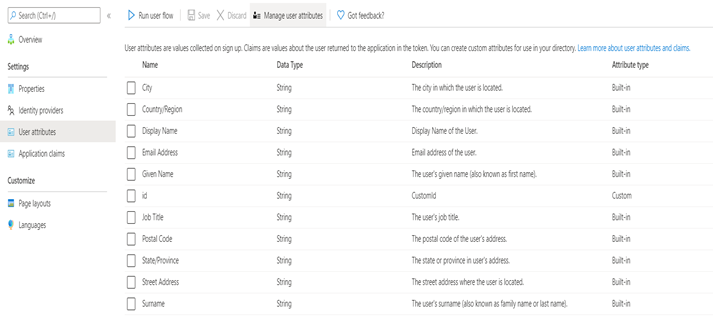 Search (Ctrl+/)
«
Run user flow
Save
Discard
Manage user attributes
Got feedback?
Overview
Settings
Properties
Identity providers
User attributes
Application claims
Customize
Page layouts
Languages
User attributes are values collected on sign up. Claims are values about the user returned to the application in the token. You can create custom attributes for use in your directory. Learn more about user attributes and claims.
Name Data Type Description Attribute type
City String The city in which the user is located. Built-in
Country/Region String The country/region in which the user is located. Built-in
Display Name String Display Name of the User. Built-in
Email Address String Email address of the user. Built-in
Given Name String The user's given name (also known as first name). Built-in
id String CustomId Custom
Job Title String The user's job title. Built-in
Postal Code String The postal code of the user's address. Built-in
State/Province String The state or province in user's address. Built-in
Street Address String The street address where the user is located. Built-in
Surname String The user's surname (also known as family name or last name). Built-in